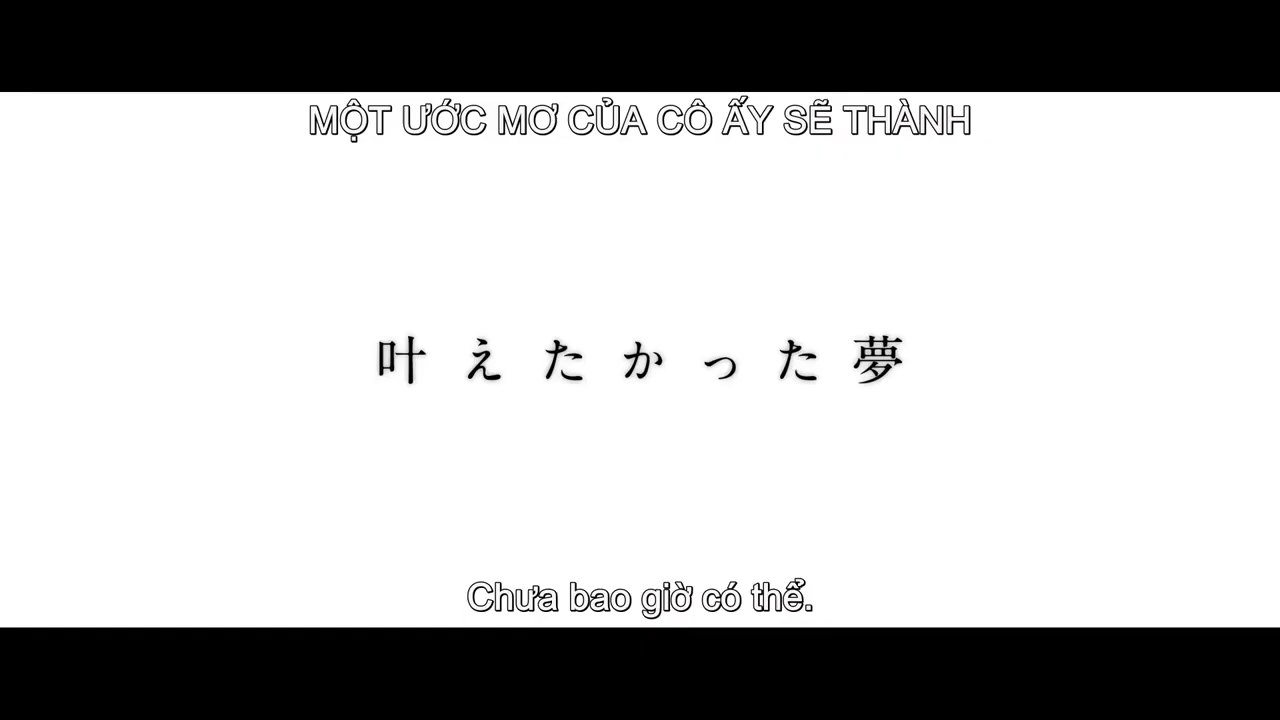 MỘT ƯỚC MƠ CỦA CÔ ẤY SẼ THÀNH
叶えたかった夢
Chưa bao giờ có thể.